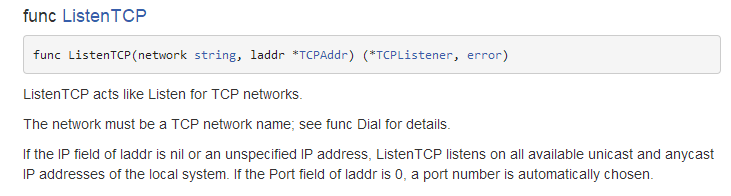 func ListenTCP
func ListenTCP(network string, laddr *TCPAddr) (*TCPListener, error)
ListenTCP acts like Listen for TCP networks.
The network must be a TCP network name; see func Dial for details.
If the IP field of laddr is nil or an unspecified IP address, ListenTCP listens on all available unicast and anycast
IP addresses of the local system. If the Port field of laddr is 0, a port number is automatically chosen.